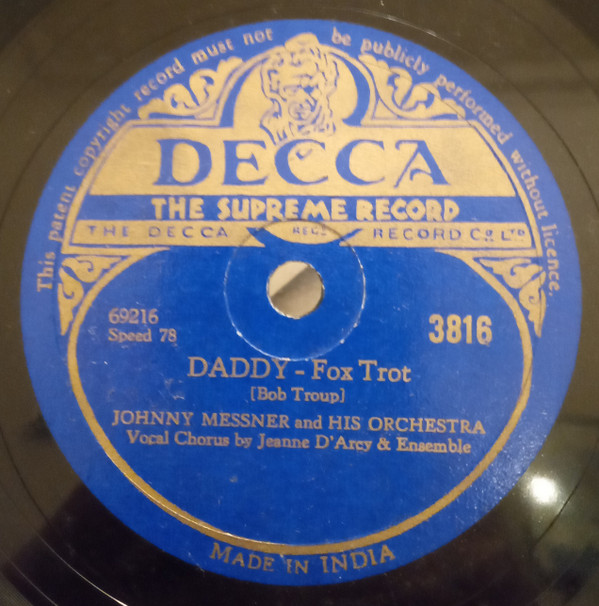 This patent copyright record must not be publicly performed without licence.
DECCA
THE SUPREME RECORD
THE DECCA REC? RECORD CO LTD
69216
Speed 78
3816
DADDY - Fox Trot
[Bob Troup]
JOHNNY MESSNER and HIS ORCHESTRA
Vocal Chorus by Jeanne D'Arcy & Ensemble
MADE IN INDIA